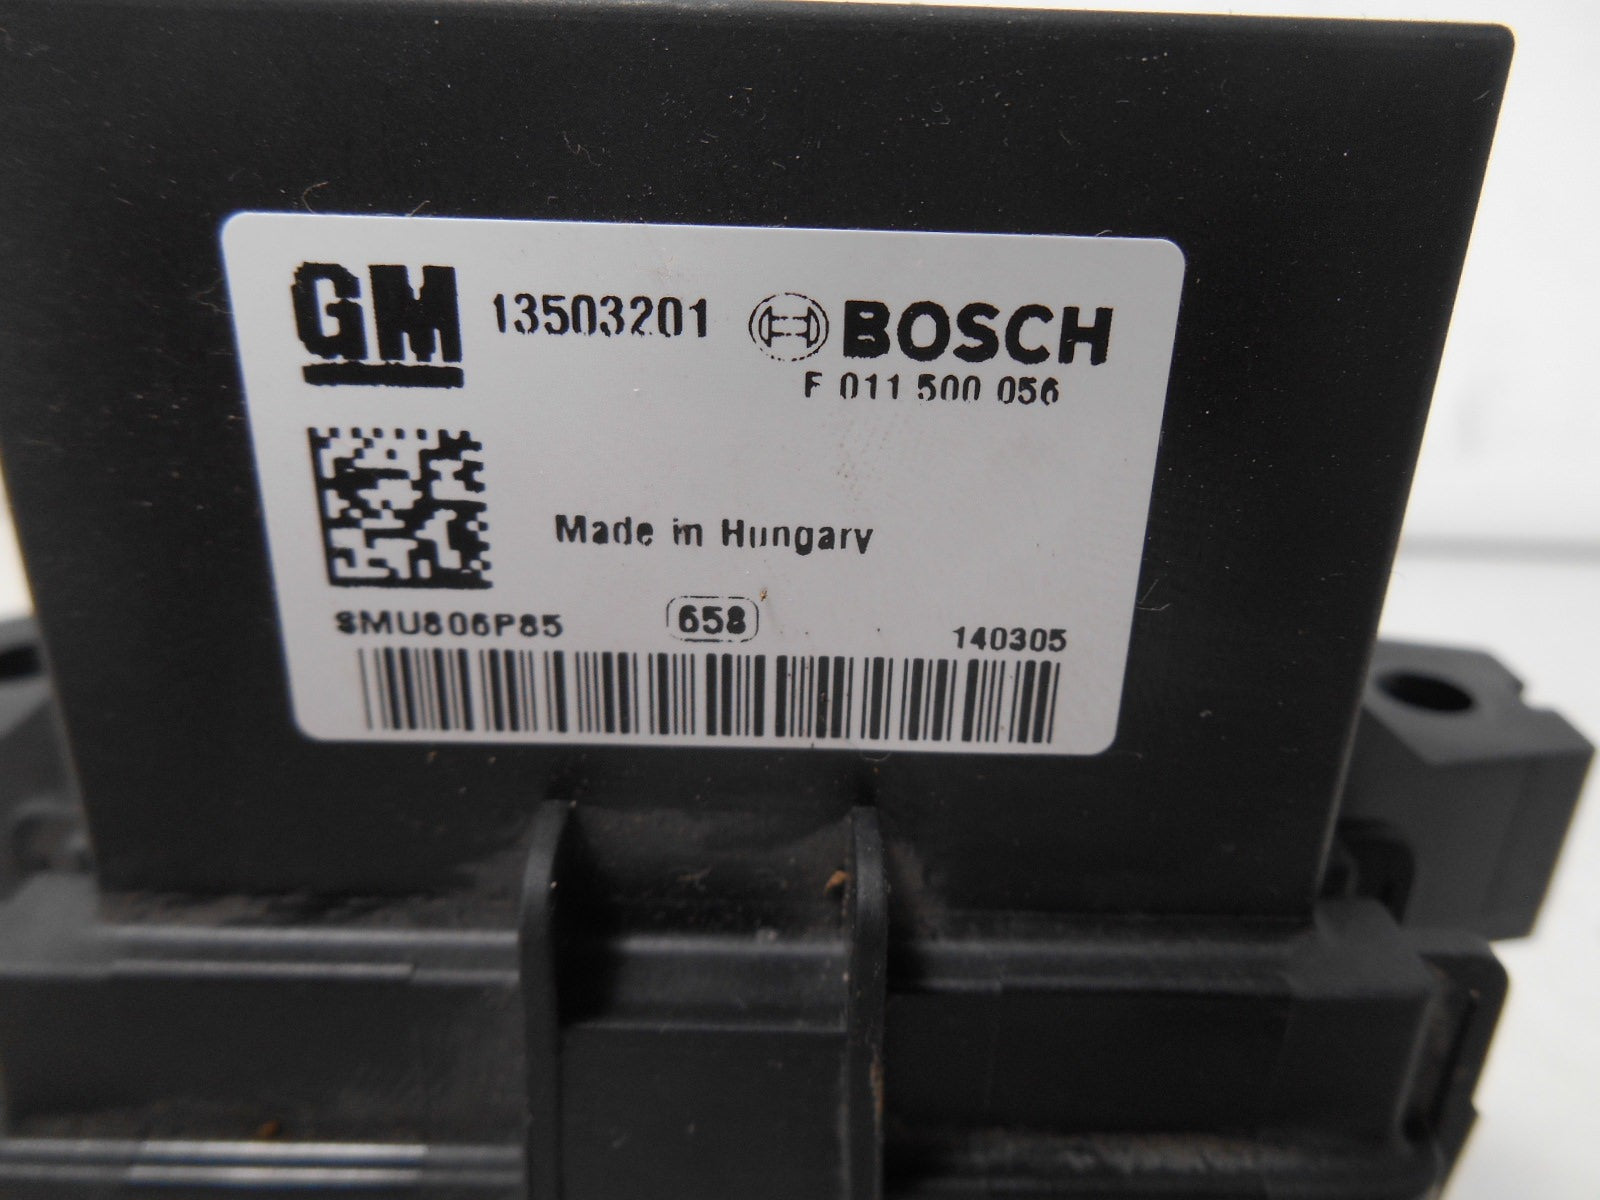 GM 13503201 BOSCH
F 011 500 056
Made in Hungary
SMU806P85 658 140305